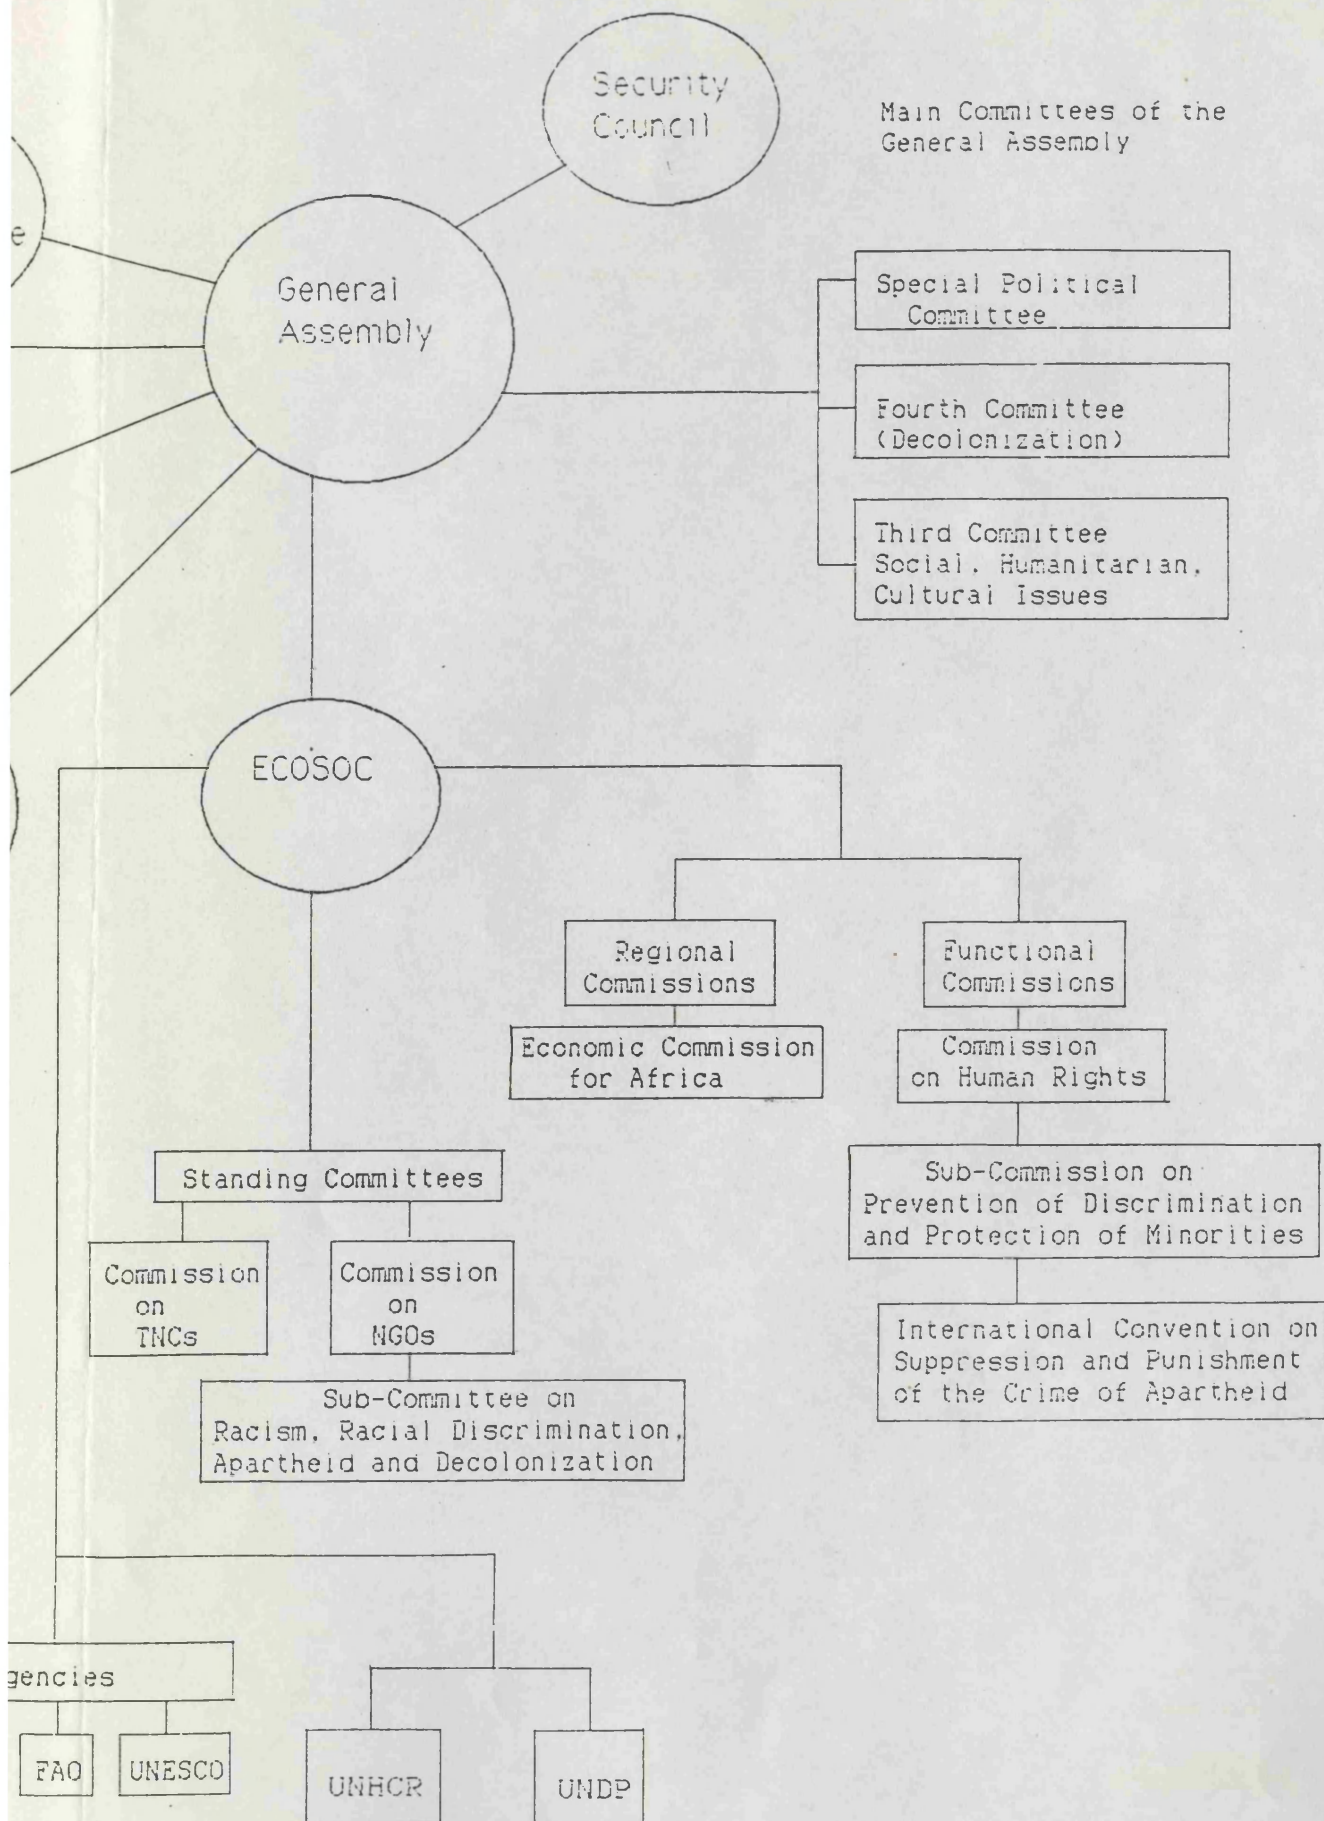 Security
Council
Main Committees of the
General Assembly
e
General
Assembly
Special Political
Committee
Fourth Committee
(Decolonization)
Third Committee
Social, Humanitarian,
Cultural Issues
ECOSOC
Regional
Commissions
Functional
Commissions
Economic Commission
for Africa
Commission
on Human Rights
Standing Committees
Sub-Commission on
Prevention of Discrimination
and Protection of Minorities
Commission
on
TNCs
Commission
on
NGOs
International Convention on
Suppression and Punishment
of the Crime of Apartheid
Sub-Committee on
Racism, Racial Discrimination,
Apartheid and Decolonization
gencies
FAO
UNESCO
UNHCR
UNDP